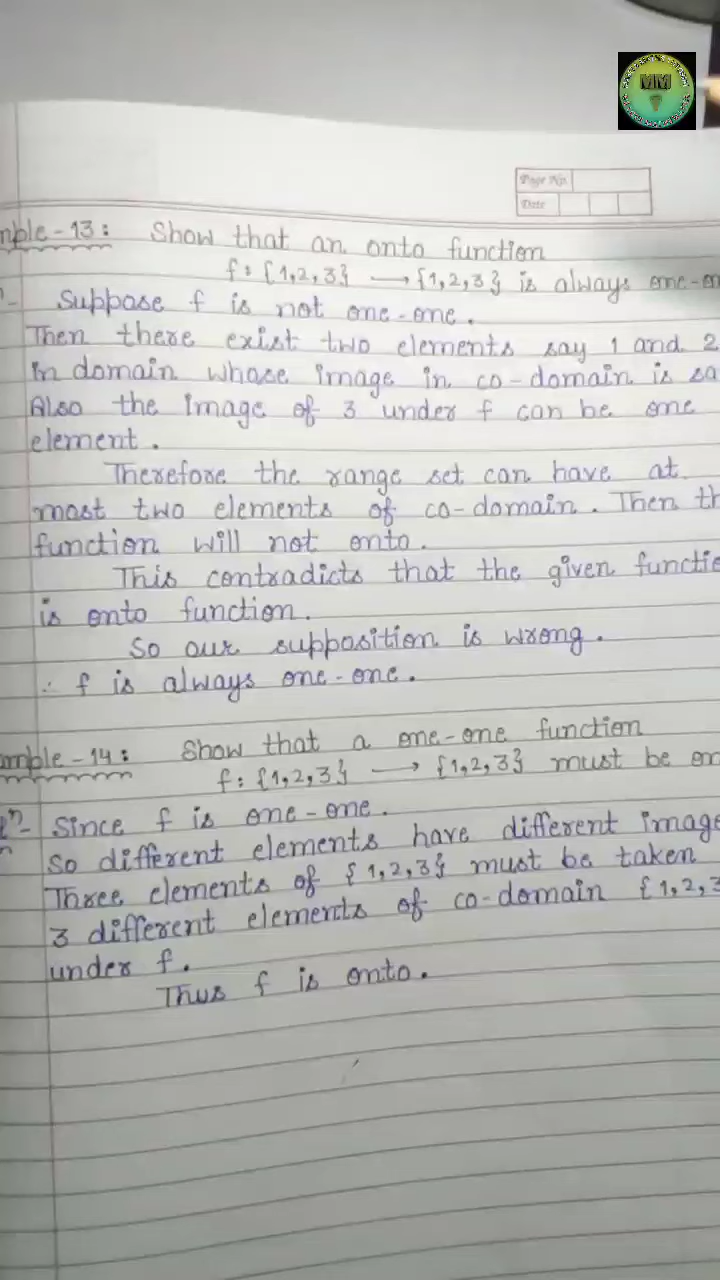 MM
Page No.
Date
mple-13: Show that an onto function
f: {1,2,3} → {1,2,3} is always one-on
Suppose f is not one-one.
Then there exist two elements say 1 and 2
in domain whose image in co-domain is sa
Also the image of 3 under f can be one
element.
Therefore the range set can have at
most two elements of co-domain. Then th
function will not onto.
This contradicts that the given functio
is onto function.
So our supposition is wrong.
∴ f is always one-one.
ample-14: Show that a one-one function
f: {1,2,3} → {1,2,3} must be on
lⁿ- Since f is one-one.
So different elements have different image
Three elements of {1,2,3} must be taken
3 different elements of co-domain {1,2,3
under f.
Thus f is onto.